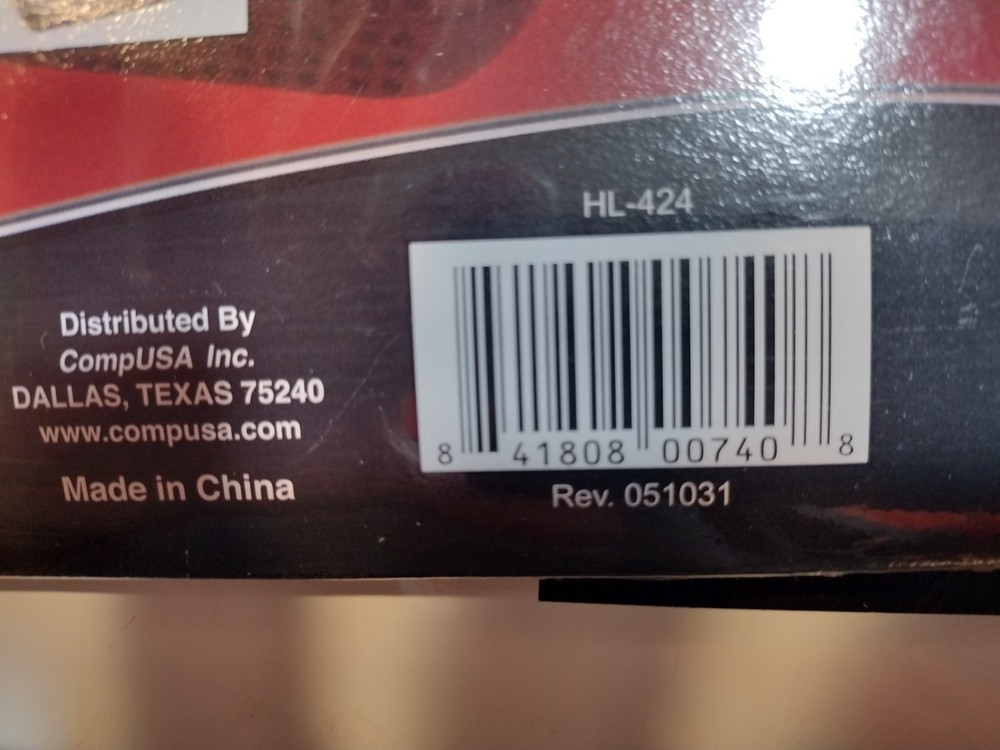 HL-424
8 41808 00740 8
Rev. 051031
Distributed By
CompUSA Inc.
DALLAS, TEXAS 75240
www.compusa.com
Made in China